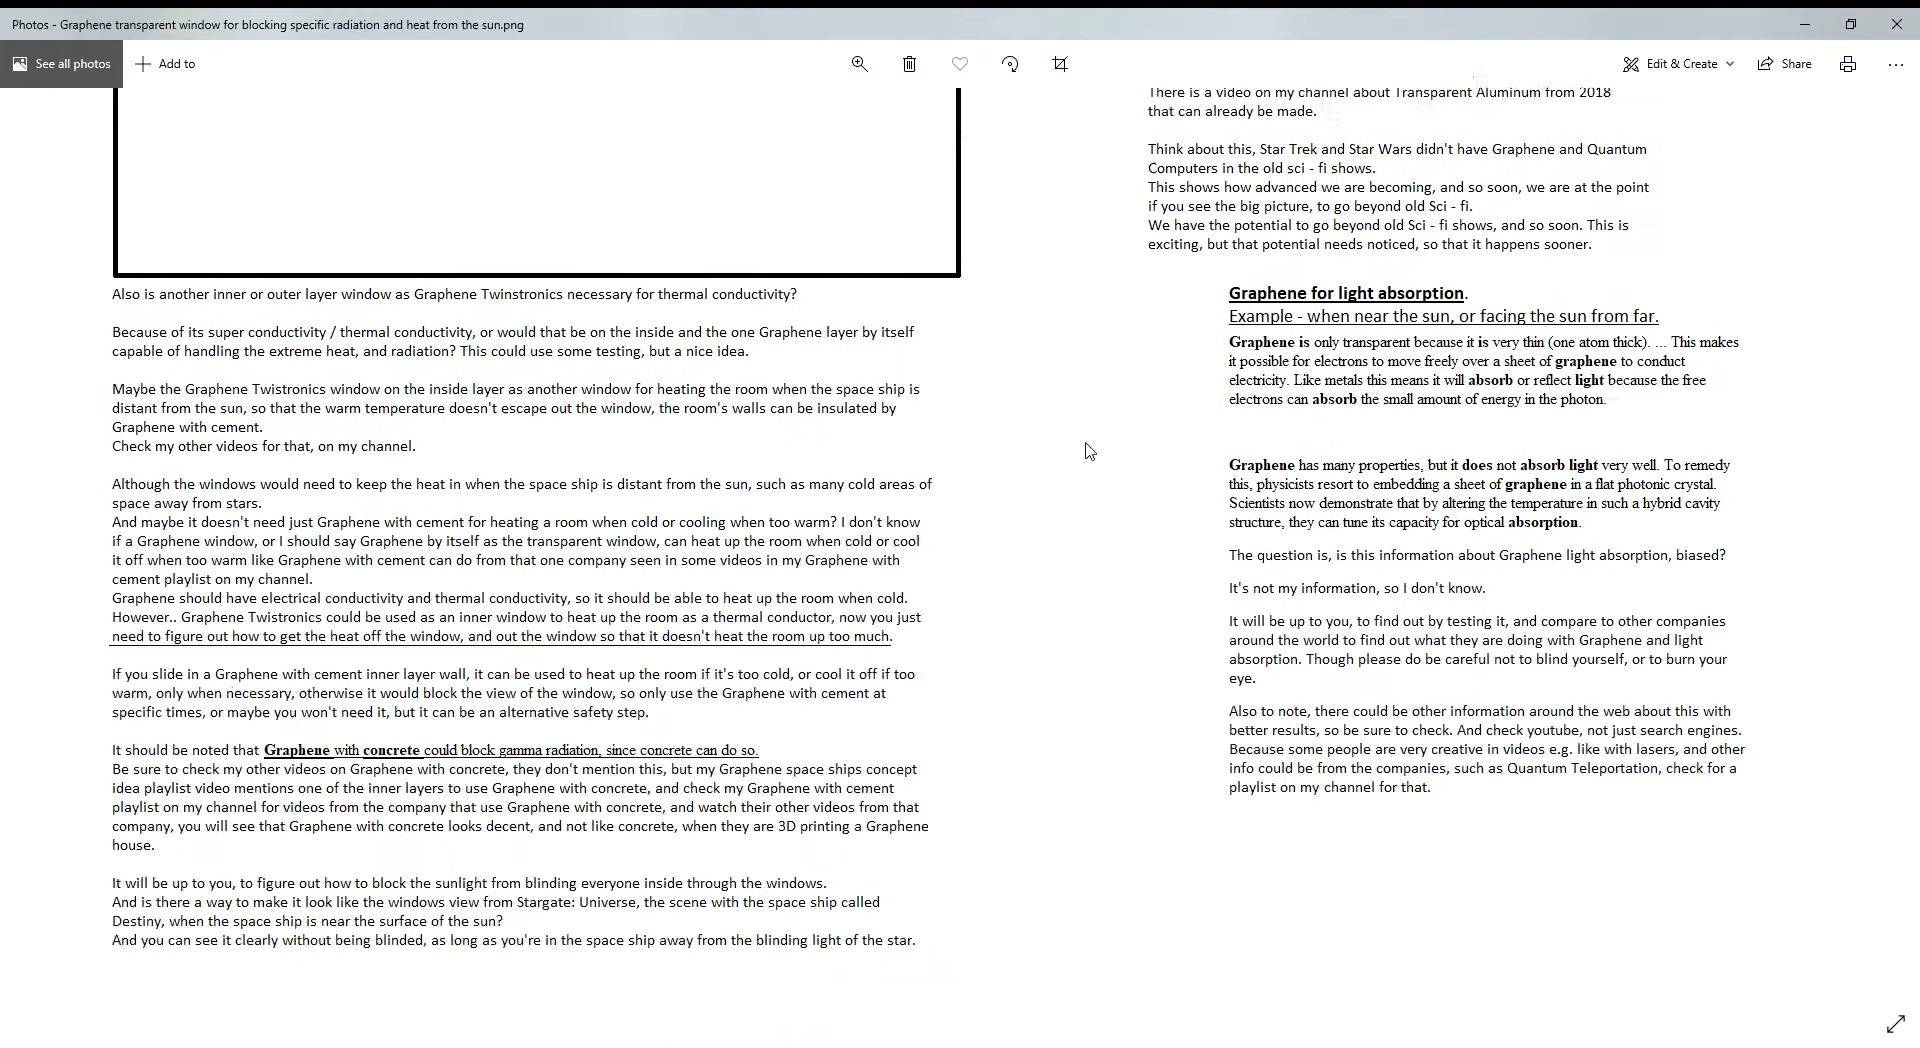 Photos - Graphene transparent window for blocking specific radiation and heat from the sun.png
See all photos
Add to
Edit & Create
Share
Also is another inner or outer layer window as Graphene Twinstronics necessary for thermal conductivity?
Because of its super conductivity / thermal conductivity, or would that be on the inside and the one Graphene layer by itself
capable of handling the extreme heat, and radiation? This could use some testing, but a nice idea.
Maybe the Graphene Twistronics window on the inside layer as another window for heating the room when the space ship is
distant from the sun, so that the warm temperature doesn't escape out the window, the room's walls can be insulated by
Graphene with cement.
Check my other videos for that, on my channel.
Although the windows would need to keep the heat in when the space ship is distant from the sun, such as many cold areas of
space away from stars.
And maybe it doesn't need just Graphene with cement for heating a room when cold or cooling when too warm? I don't know
if a Graphene window, or I should say Graphene by itself as the transparent window, can heat up the room when cold or cool
it off when too warm like Graphene with cement can do from that one company seen in some videos in my Graphene with
cement playlist on my channel.
Graphene should have electrical conductivity and thermal conductivity, so it should be able to heat up the room when cold.
However.. Graphene Twistronics could be used as an inner window to heat up the room as a thermal conductor, now you just
need to figure out how to get the heat off the window, and out the window so that it doesn't heat the room up too much.
If you slide in a Graphene with cement inner layer wall, it can be used to heat up the room if it's too cold, or cool it off if too
warm, only when necessary, otherwise it would block the view of the window, so only use the Graphene with cement at
specific times, or maybe you won't need it, but it can be an alternative safety step.
It should be noted that Graphene with concrete could block gamma radiation, since concrete can do so.
Be sure to check my other videos on Graphene with concrete, they don't mention this, but my Graphene space ships concept
idea playlist video mentions one of the inner layers to use Graphene with concrete, and check my Graphene with cement
playlist on my channel for videos from the company that use Graphene with concrete, and watch their other videos from that
company, you will see that Graphene with concrete looks decent, and not like concrete, when they are 3D printing a Graphene
house.
It will be up to you, to figure out how to block the sunlight from blinding everyone inside through the windows.
And is there a way to make it look like the windows view from Stargate: Universe, the scene with the space ship called
Destiny, when the space ship is near the surface of the sun?
And you can see it clearly without being blinded, as long as you're in the space ship away from the blinding light of the star.
There is a video on my channel about Transparent Aluminum from 2018
that can already be made.
Think about this, Star Trek and Star Wars didn't have Graphene and Quantum
Computers in the old sci - fi shows.
This shows how advanced we are becoming, and so soon, we are at the point
if you see the big picture, to go beyond old Sci - fi.
We have the potential to go beyond old Sci - fi shows, and so soon. This is
exciting, but that potential needs noticed, so that it happens sooner.
Graphene for light absorption.
Example - when near the sun, or facing the sun from far.
Graphene is only transparent because it is very thin (one atom thick). ... This makes
it possible for electrons to move freely over a sheet of graphene to conduct
electricity. Like metals this means it will absorb or reflect light because the free
electrons can absorb the small amount of energy in the photon.
Graphene has many properties, but it does not absorb light very well. To remedy
this, physicists resort to embedding a sheet of graphene in a flat photonic crystal.
Scientists now demonstrate that by altering the temperature in such a hybrid cavity
structure, they can tune its capacity for optical absorption.
The question is, is this information about Graphene light absorption, biased?
It's not my information, so I don't know.
It will be up to you, to find out by testing it, and compare to other companies
around the world to find out what they are doing with Graphene and light
absorption. Though please do be careful not to blind yourself, or to burn your
eye.
Also to note, there could be other information around the web about this with
better results, so be sure to check. And check youtube, not just search engines.
Because some people are very creative in videos e.g. like with lasers, and other
info could be from the companies, such as Quantum Teleportation, check for a
playlist on my channel for that.